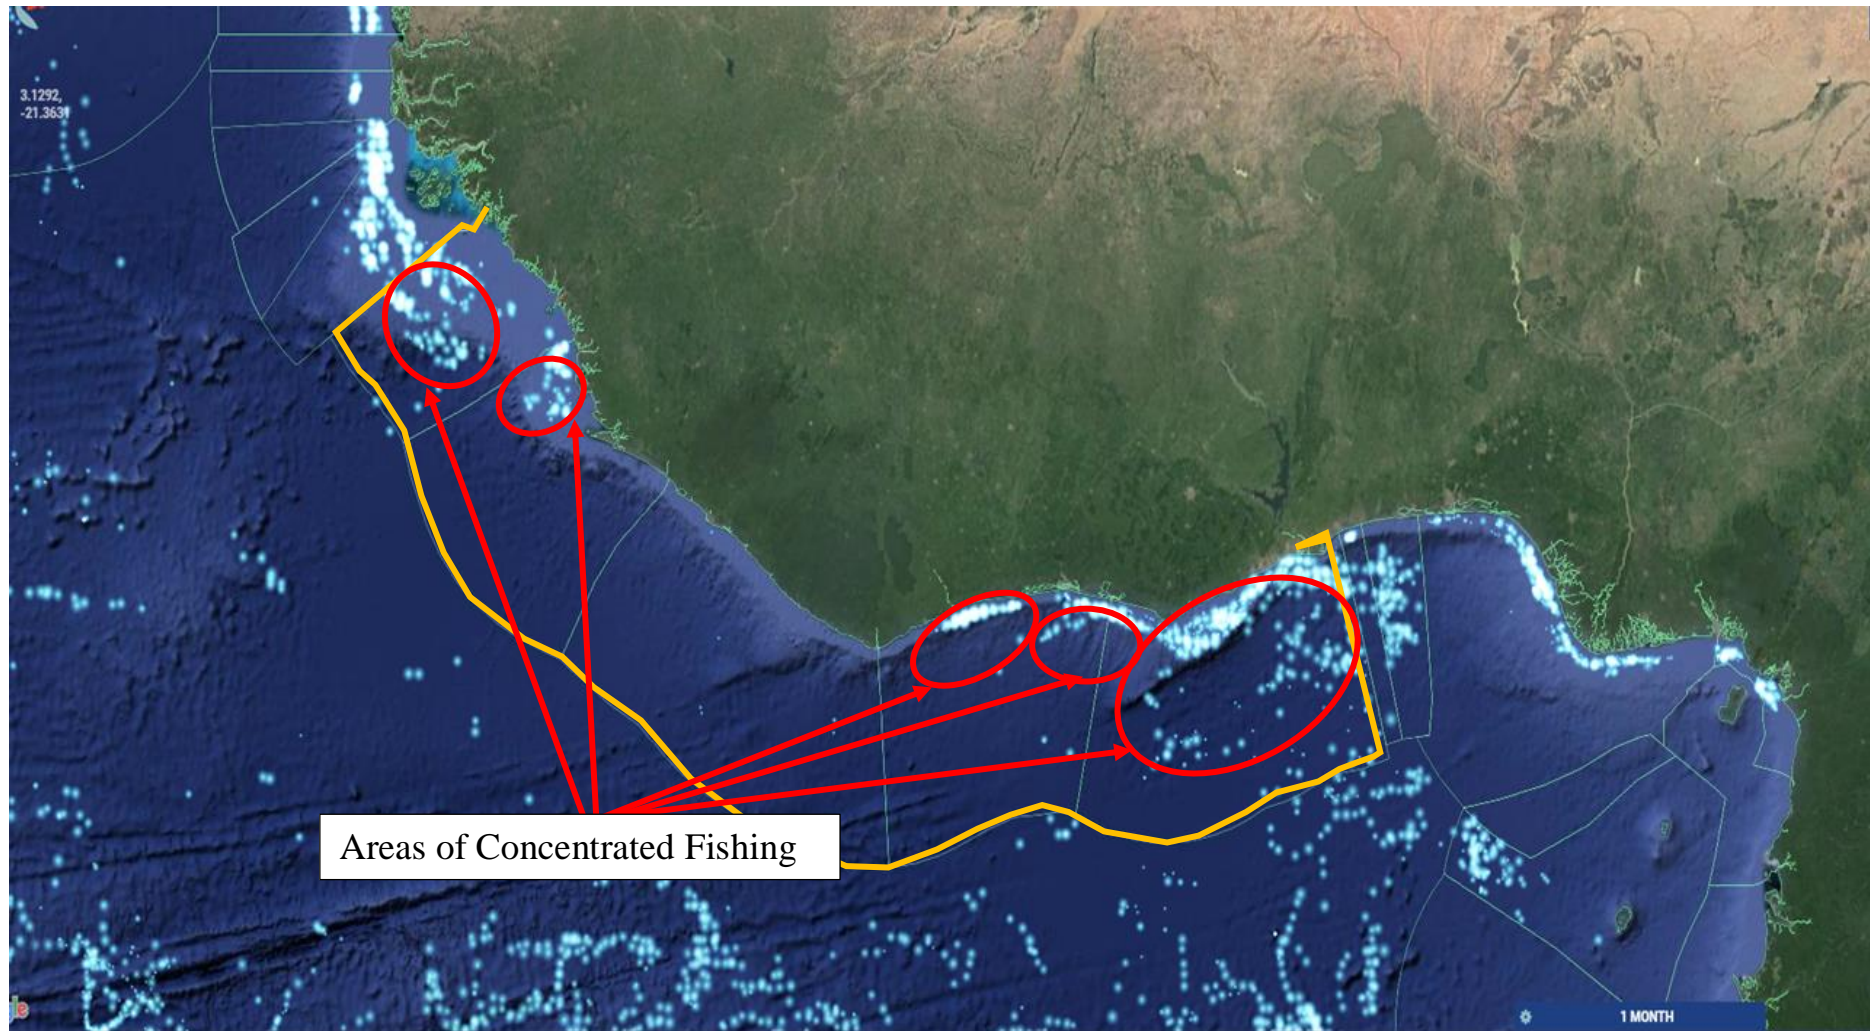 3.1292,
-21.3631
Areas of Concentrated Fishing
1 MONTH